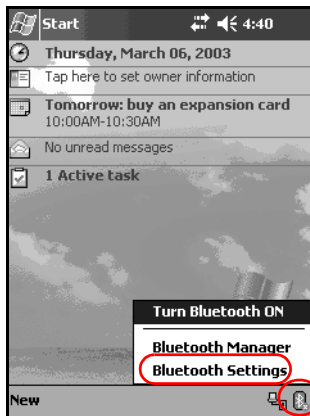 Start 4:40
Thursday, March 06, 2003
Tap here to set owner information
Tomorrow: buy an expansion card
10:00AM-10:30AM
No unread messages
1 Active task
Turn Bluetooth ON
Bluetooth Manager
Bluetooth Settings
New